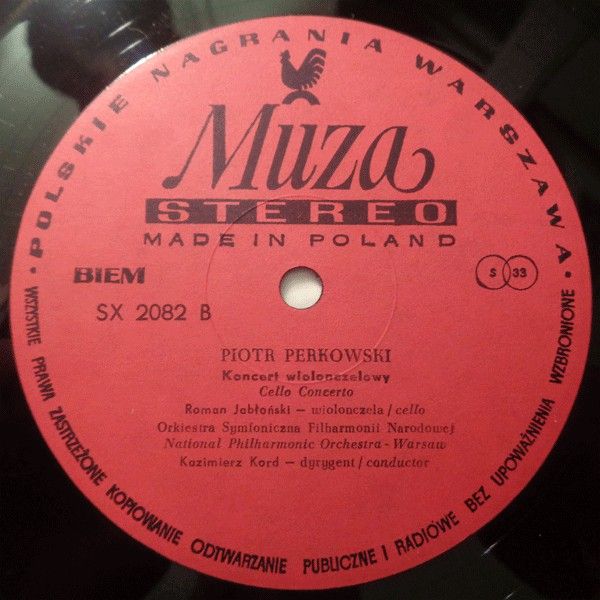 • POLSKIE NAGRANIA WARSZAWA •
Muza
STEREO
MADE IN POLAND
BIEM
S 33
SX 2082 B
PIOTR PERKOWSKI
Koncert wiolonczelowy
Cello Concerto
Roman Jabłoński – wiolonczela / cello
Orkiestra Symfoniczna Filharmonii Narodowej
National Philharmonic Orchestra - Warsaw
Kazimierz Kord – dyrygent / conductor
WSZYSTKIE PRAWA ZASTRZEŻONE KOPIOWANIE ODTWARZANIE PUBLICZNE I RADIOWE BEZ UPOWAŻNIENIA WZBRONIONE